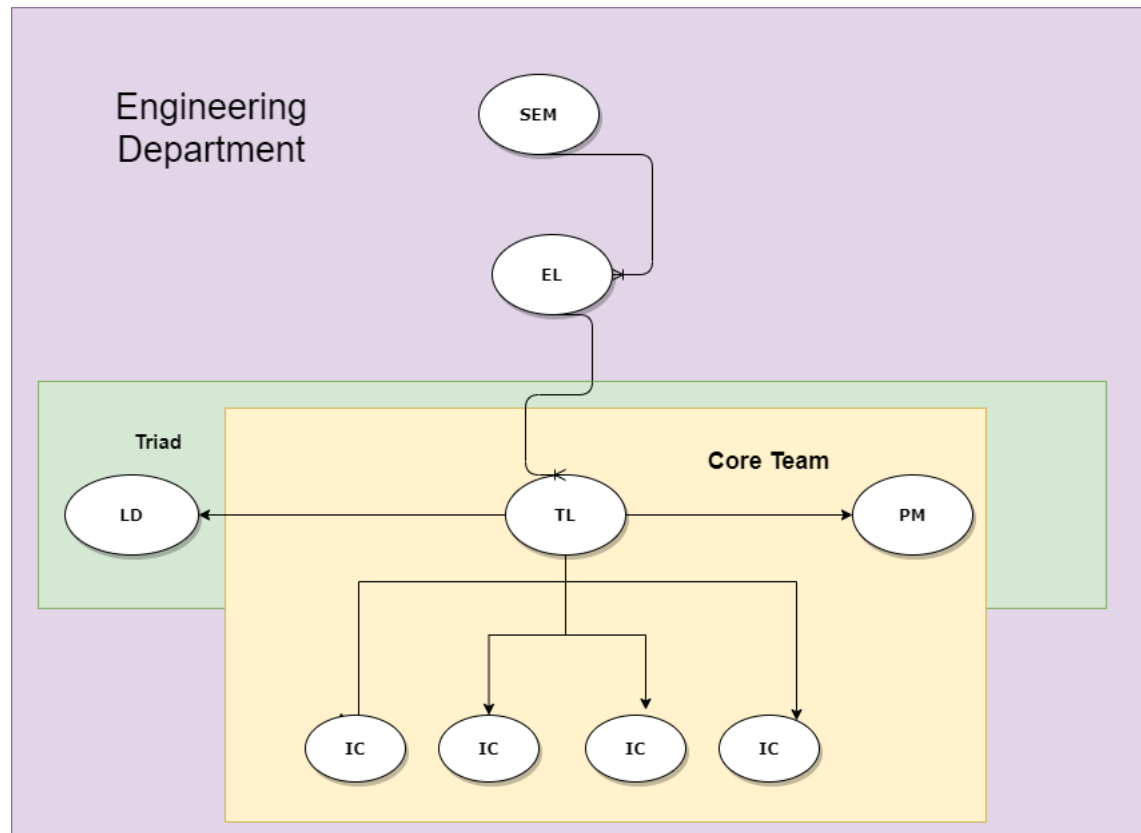 Engineering
Department
SEM
EL
Triad
Core Team
LD
TL
PM
IC
IC
IC
IC